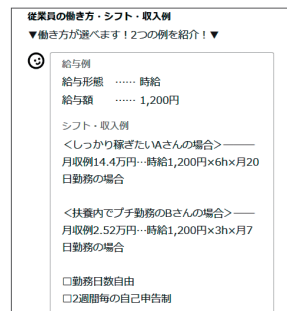 従業員の働き方・シフト・収入例
▼働き方が選べます！2つの例を紹介！▼
給与例
給与形態 …… 時給
給与額 …… 1,200円
シフト・収入例
＜しっかり稼ぎたいAさんの場合＞――
月収例14.4万円…時給1,200円×6h×月20
日勤務の場合
＜扶養内でプチ勤務のBさんの場合＞――
月収例2.52万円…時給1,200円×3h×月7
日勤務の場合
□勤務日数自由
□2週間毎の自己申告制